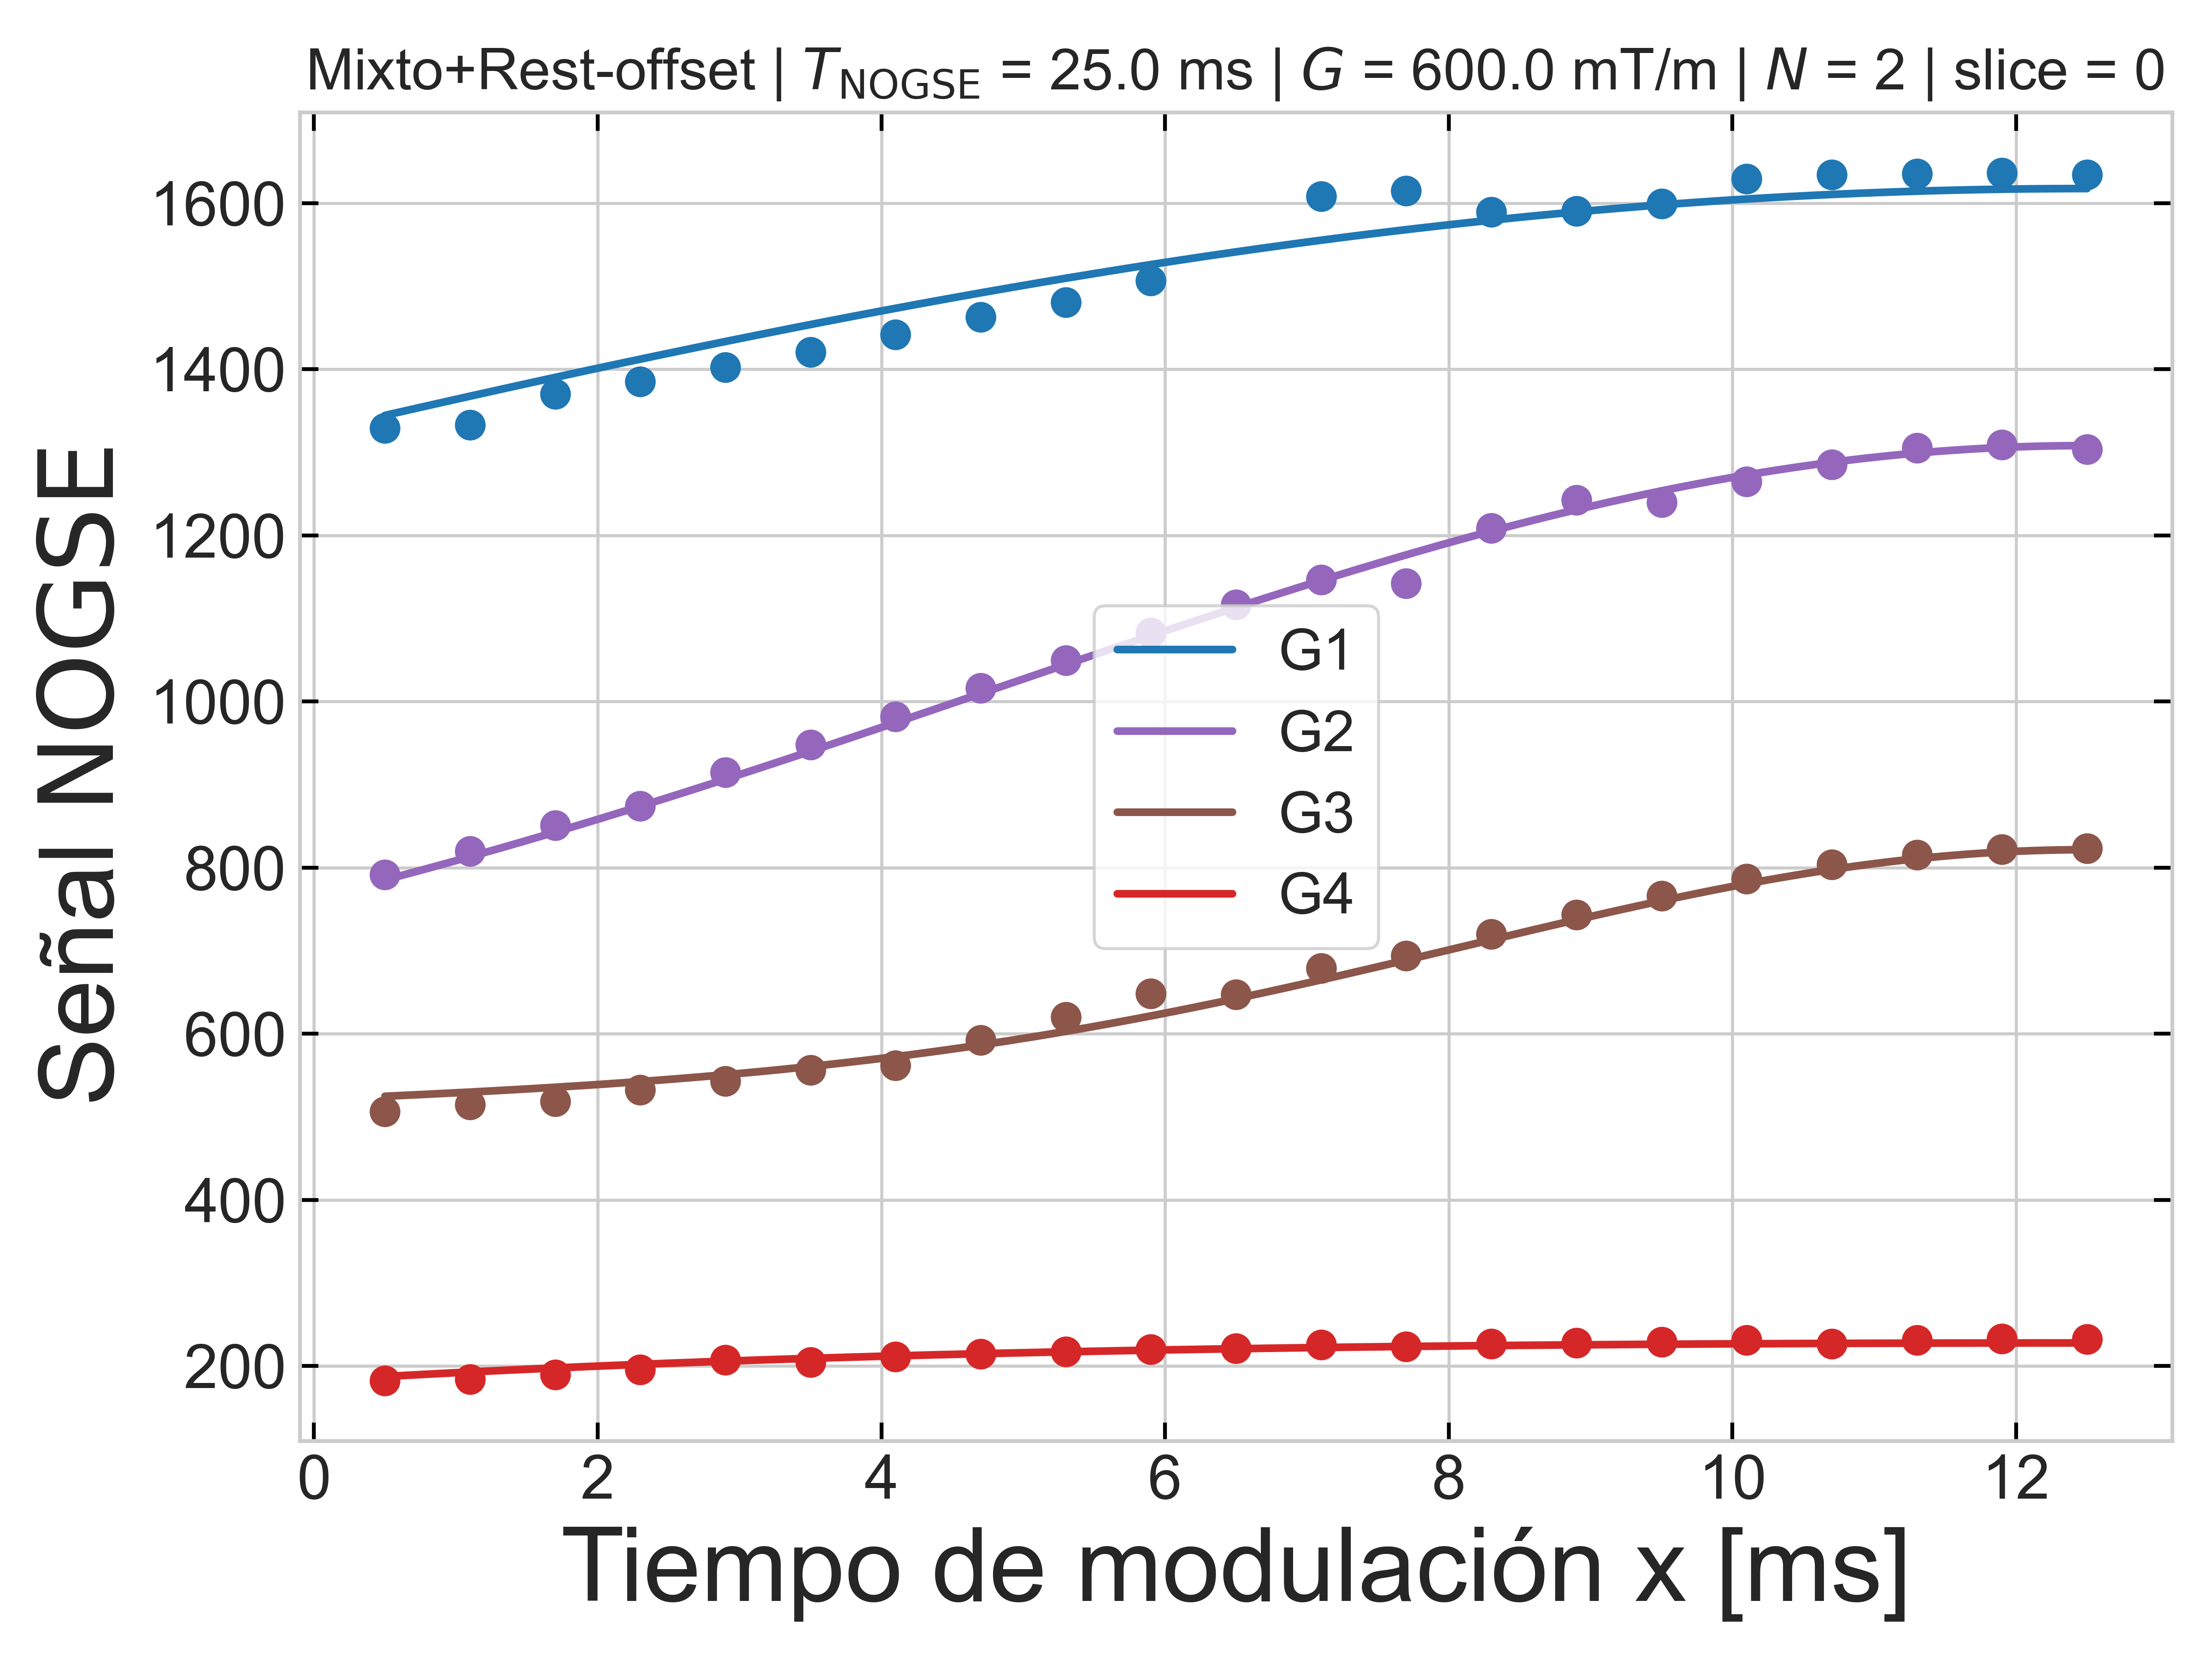 Mixto+Rest-offset | T_NOGSE = 25.0 ms | G = 600.0 mT/m | N = 2 | slice = 0
Señal NOGSE
1600
1400
1200
1000
800
600
400
200
G1
G2
G3
G4
0 2 4 6 8 10 12
Tiempo de modulación x [ms]